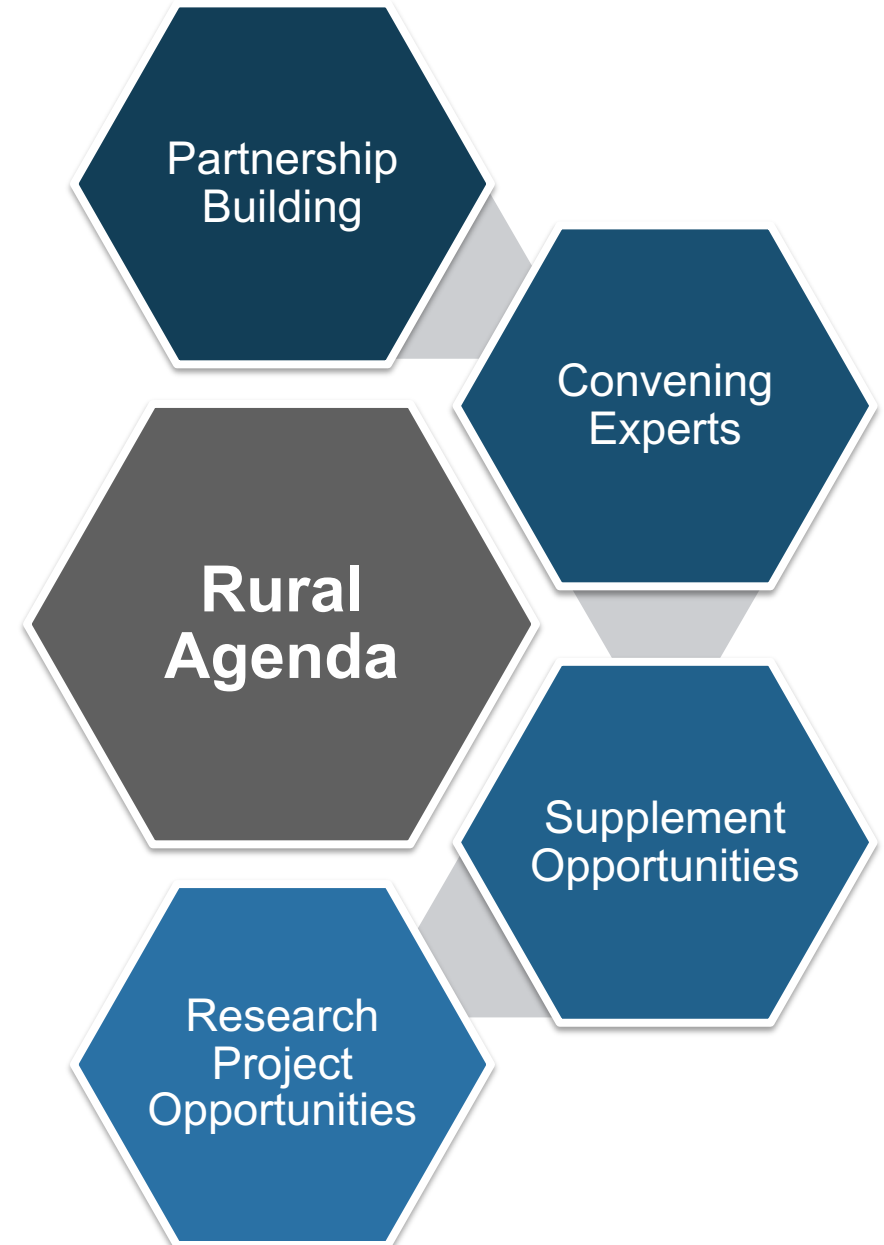 Partnership
Building
Convening
Experts
Rural
Agenda
Supplement
Opportunities
Research
Project
Opportunities